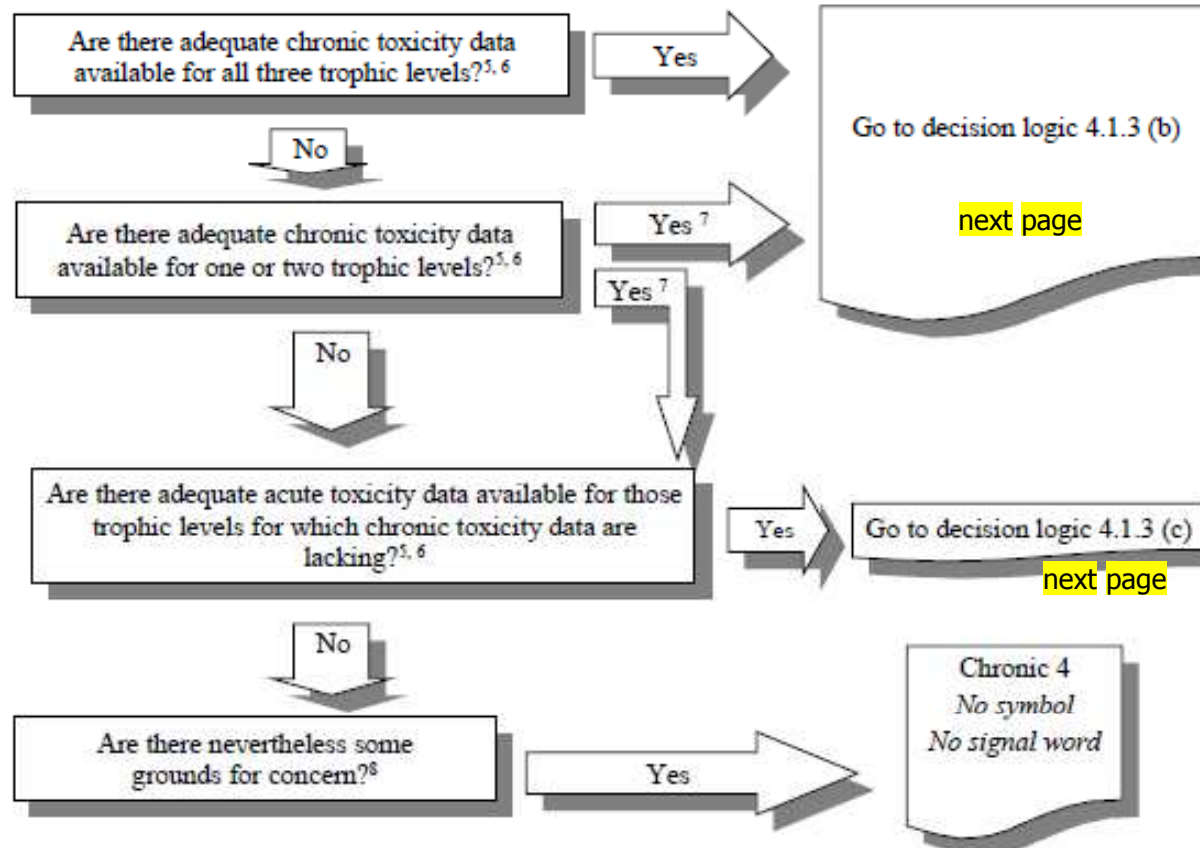 Are there adequate chronic toxicity data
available for all three trophic levels?5, 6
Yes
Go to decision logic 4.1.3 (b)
next page
No
Are there adequate chronic toxicity data
available for one or two trophic levels?5, 6
Yes 7
Yes 7
No
Are there adequate acute toxicity data available for those
trophic levels for which chronic toxicity data are
lacking?5, 6
Yes
Go to decision logic 4.1.3 (c)
next page
No
Are there nevertheless some
grounds for concern?8
Yes
Chronic 4
No symbol
No signal word